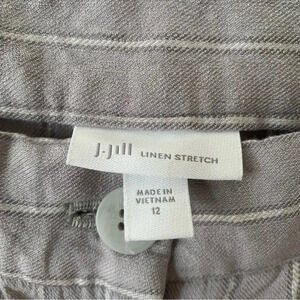 J.Jill LINEN STRETCH
MADE IN
VIETNAM
12